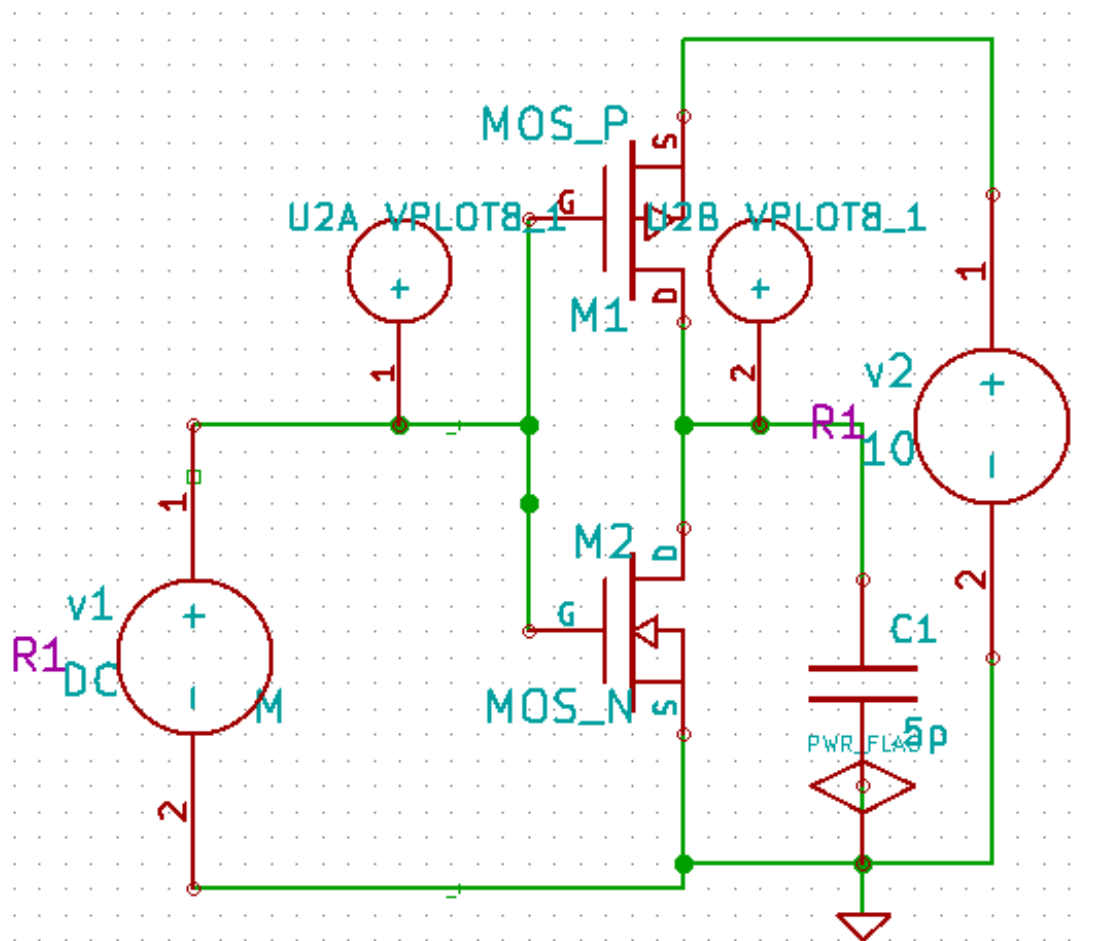 MOS_P
S
U2A VPLOT8_1
G
U2B VPLOT8_1
+
+
D
M1
1
1
2
v2
+
R1
10
1
M2
D
2
v1
+
G
C1
R1
DC
M
MOS_N
S
5p
PWR_FLAG
2